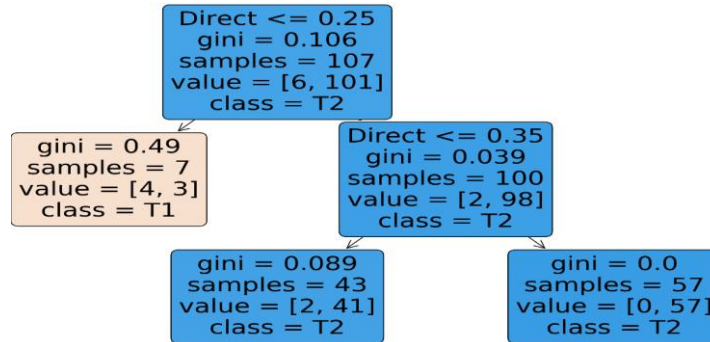 Direct <= 0.25
gini = 0.106
samples = 107
value = [6, 101]
class = T2
gini = 0.49
samples = 7
value = [4, 3]
class = T1
Direct <= 0.35
gini = 0.039
samples = 100
value = [2, 98]
class = T2
gini = 0.089
samples = 43
value = [2, 41]
class = T2
gini = 0.0
samples = 57
value = [0, 57]
class = T2